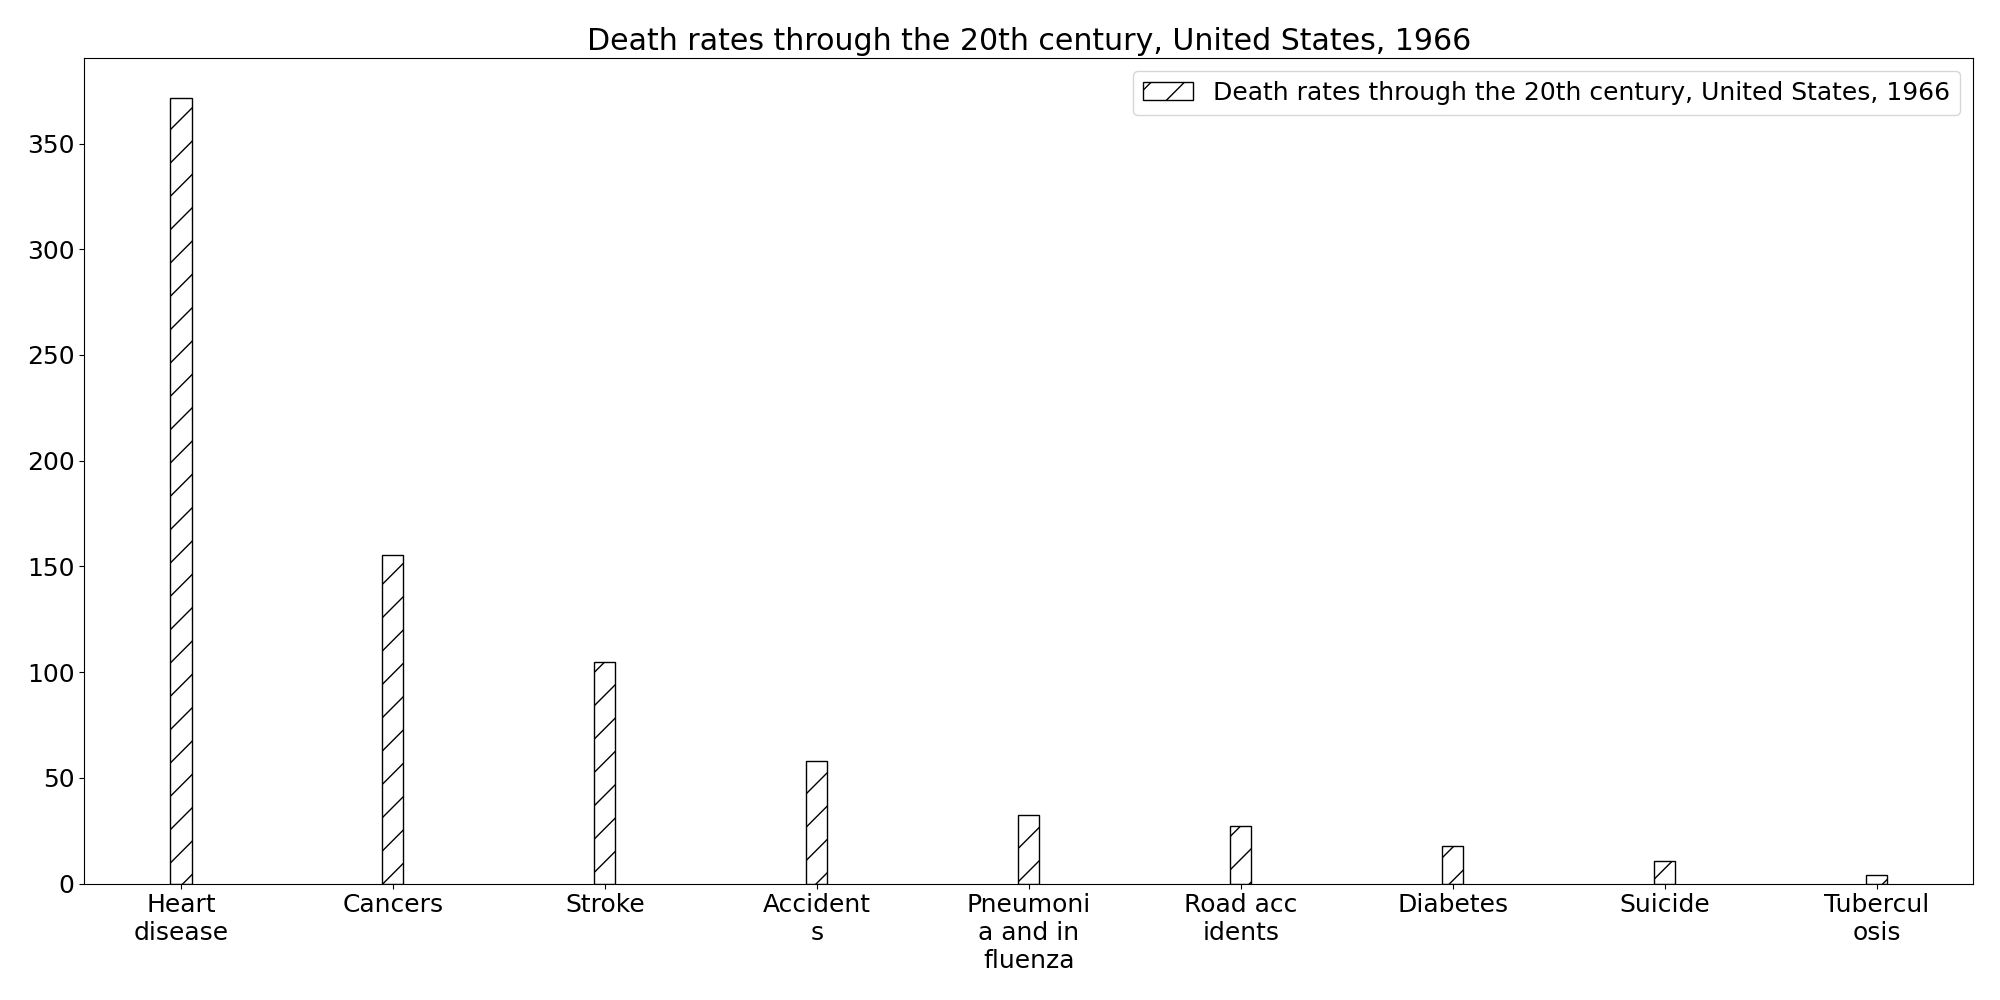 Death rates through the 20th century, United States, 1966
Death rates through the 20th century, United States, 1966
350
300
250
200
150
100
50
0
Heart
disease
Cancers
Stroke
Accident
s
Pneumoni
a and in
fluenza
Road acc
idents
Diabetes
Suicide
Tubercul
osis